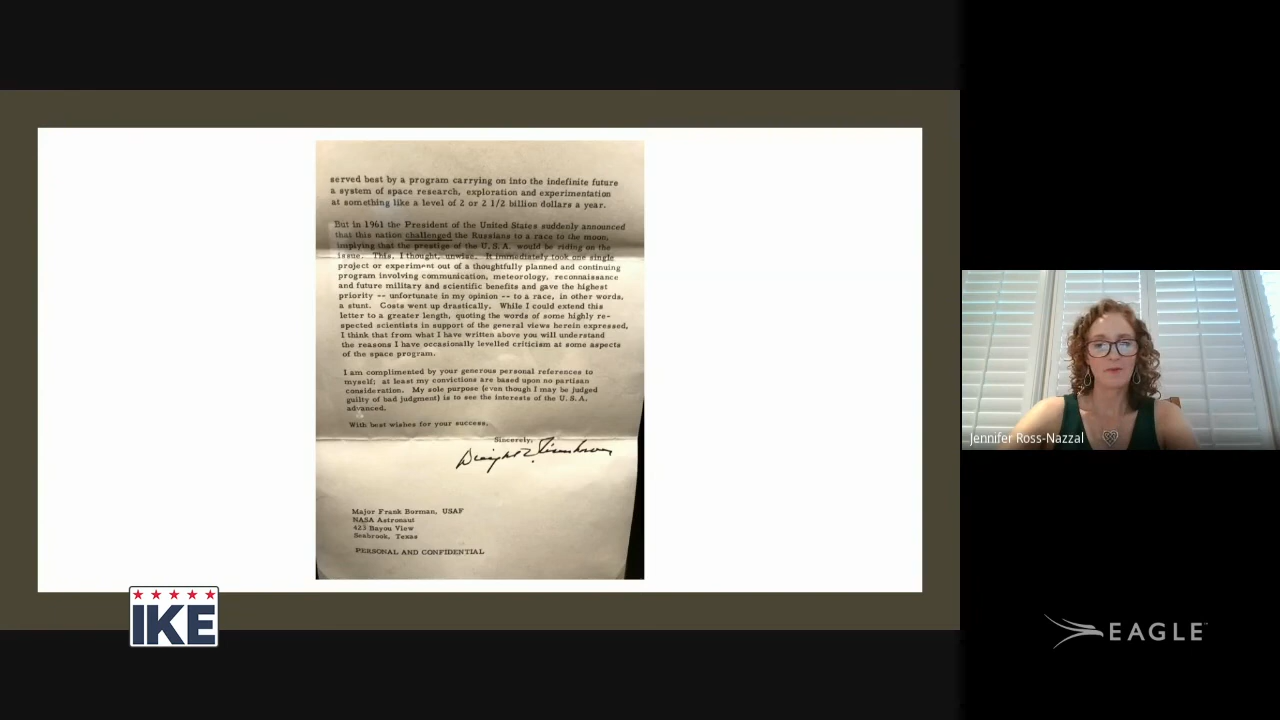 served best by a program carrying on into the indefinite future
a system of space research, exploration and experimentation
at something like a level of 2 or 2 1/2 billion dollars a year.
But in 1961 the President of the United States suddenly announced
that this nation challenged the Russians to a race to the moon,
implying that the prestige of the U.S.A. would be riding on the
issue. This, I thought, unwise. It immediately took one single
project or experiment out of a thoughtfully planned and continuing
program involving communication, meteorology, reconnaissance
and future military and scientific benefits and gave the highest
priority -- unfortunate in my opinion -- to a race, in other words,
a stunt. Costs went up drastically. While I could extend this
letter to a greater length, quoting the words of some highly re-
spected scientists in support of the general views herein expressed,
I think that from what I have written above you will understand
the reasons I have occasionally levelled criticism at some aspects
of the space program.
I am complimented by your generous personal references to
myself; at least my convictions are based upon no partisan
consideration. My sole purpose (even though I may be judged
guilty of bad judgment) is to see the interests of the U.S.A.
advanced.
With best wishes for your success,
Sincerely,
Dwight D Eisenhower
Major Frank Borman, USAF
NASA Astronaut
423 Bayou View
Seabrook, Texas
PERSONAL AND CONFIDENTIAL
IKE
Jennifer Ross-Nazzal
EAGLE